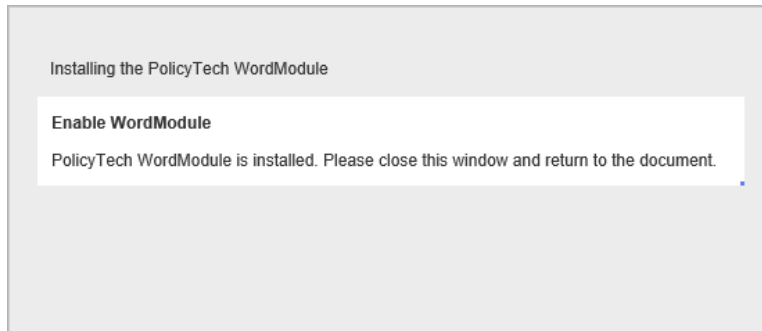 Installing the PolicyTech WordModule
Enable WordModule
PolicyTech WordModule is installed. Please close this window and return to the document.